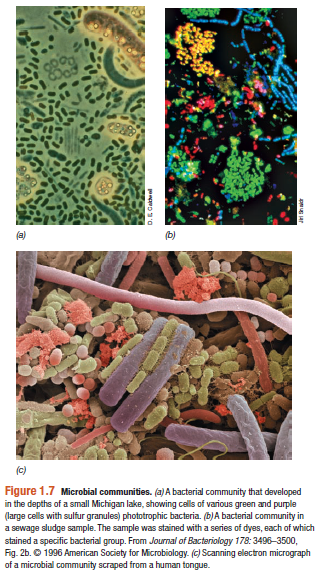 D. E. Caldwell
Jiri Snaidr
(a)
(b)
(c)
Figure 1.7 Microbial communities. (a) A bacterial community that developed
in the depths of a small Michigan lake, showing cells of various green and purple
(large cells with sulfur granules) phototrophic bacteria. (b) A bacterial community in
a sewage sludge sample. The sample was stained with a series of dyes, each of which
stained a specific bacterial group. From Journal of Bacteriology 178: 3496–3500,
Fig. 2b. © 1996 American Society for Microbiology. (c) Scanning electron micrograph
of a microbial community scraped from a human tongue.